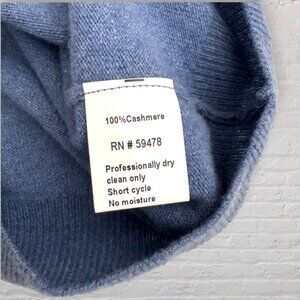 100%Cashmere
RN # 59478
Professionally dry
clean only
Short cycle
No moisture